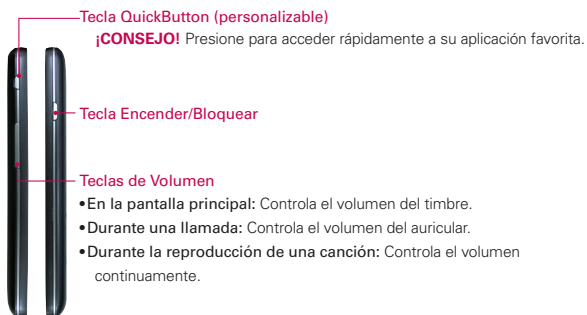 Tecla QuickButton (personalizable)
¡CONSEJO! Presione para acceder rápidamente a su aplicación favorita.
Tecla Encender/Bloquear
Teclas de Volumen
•En la pantalla principal: Controla el volumen del timbre.
•Durante una llamada: Controla el volumen del auricular.
•Durante la reproducción de una canción: Controla el volumen
continuamente.